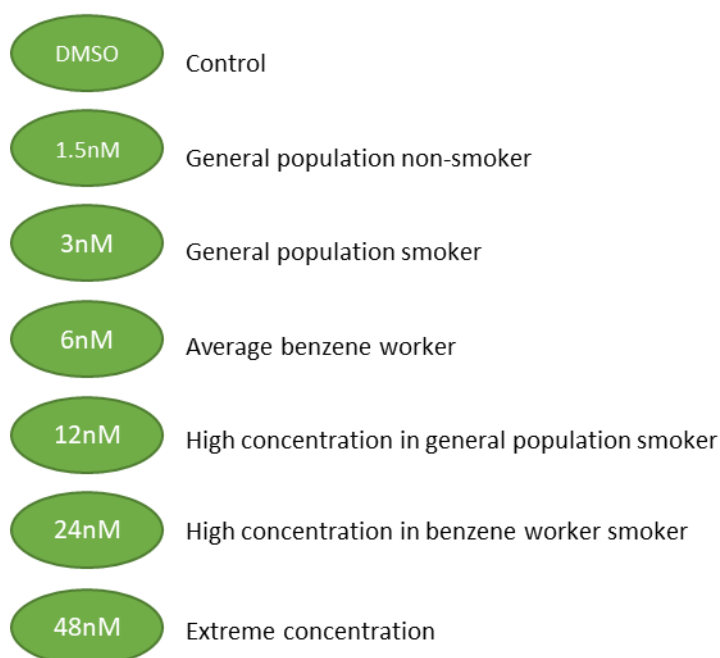 DMSO Control
1.5nM General population non-smoker
3nM General population smoker
6nM Average benzene worker
12nM High concentration in general population smoker
24nM High concentration in benzene worker smoker
48nM Extreme concentration